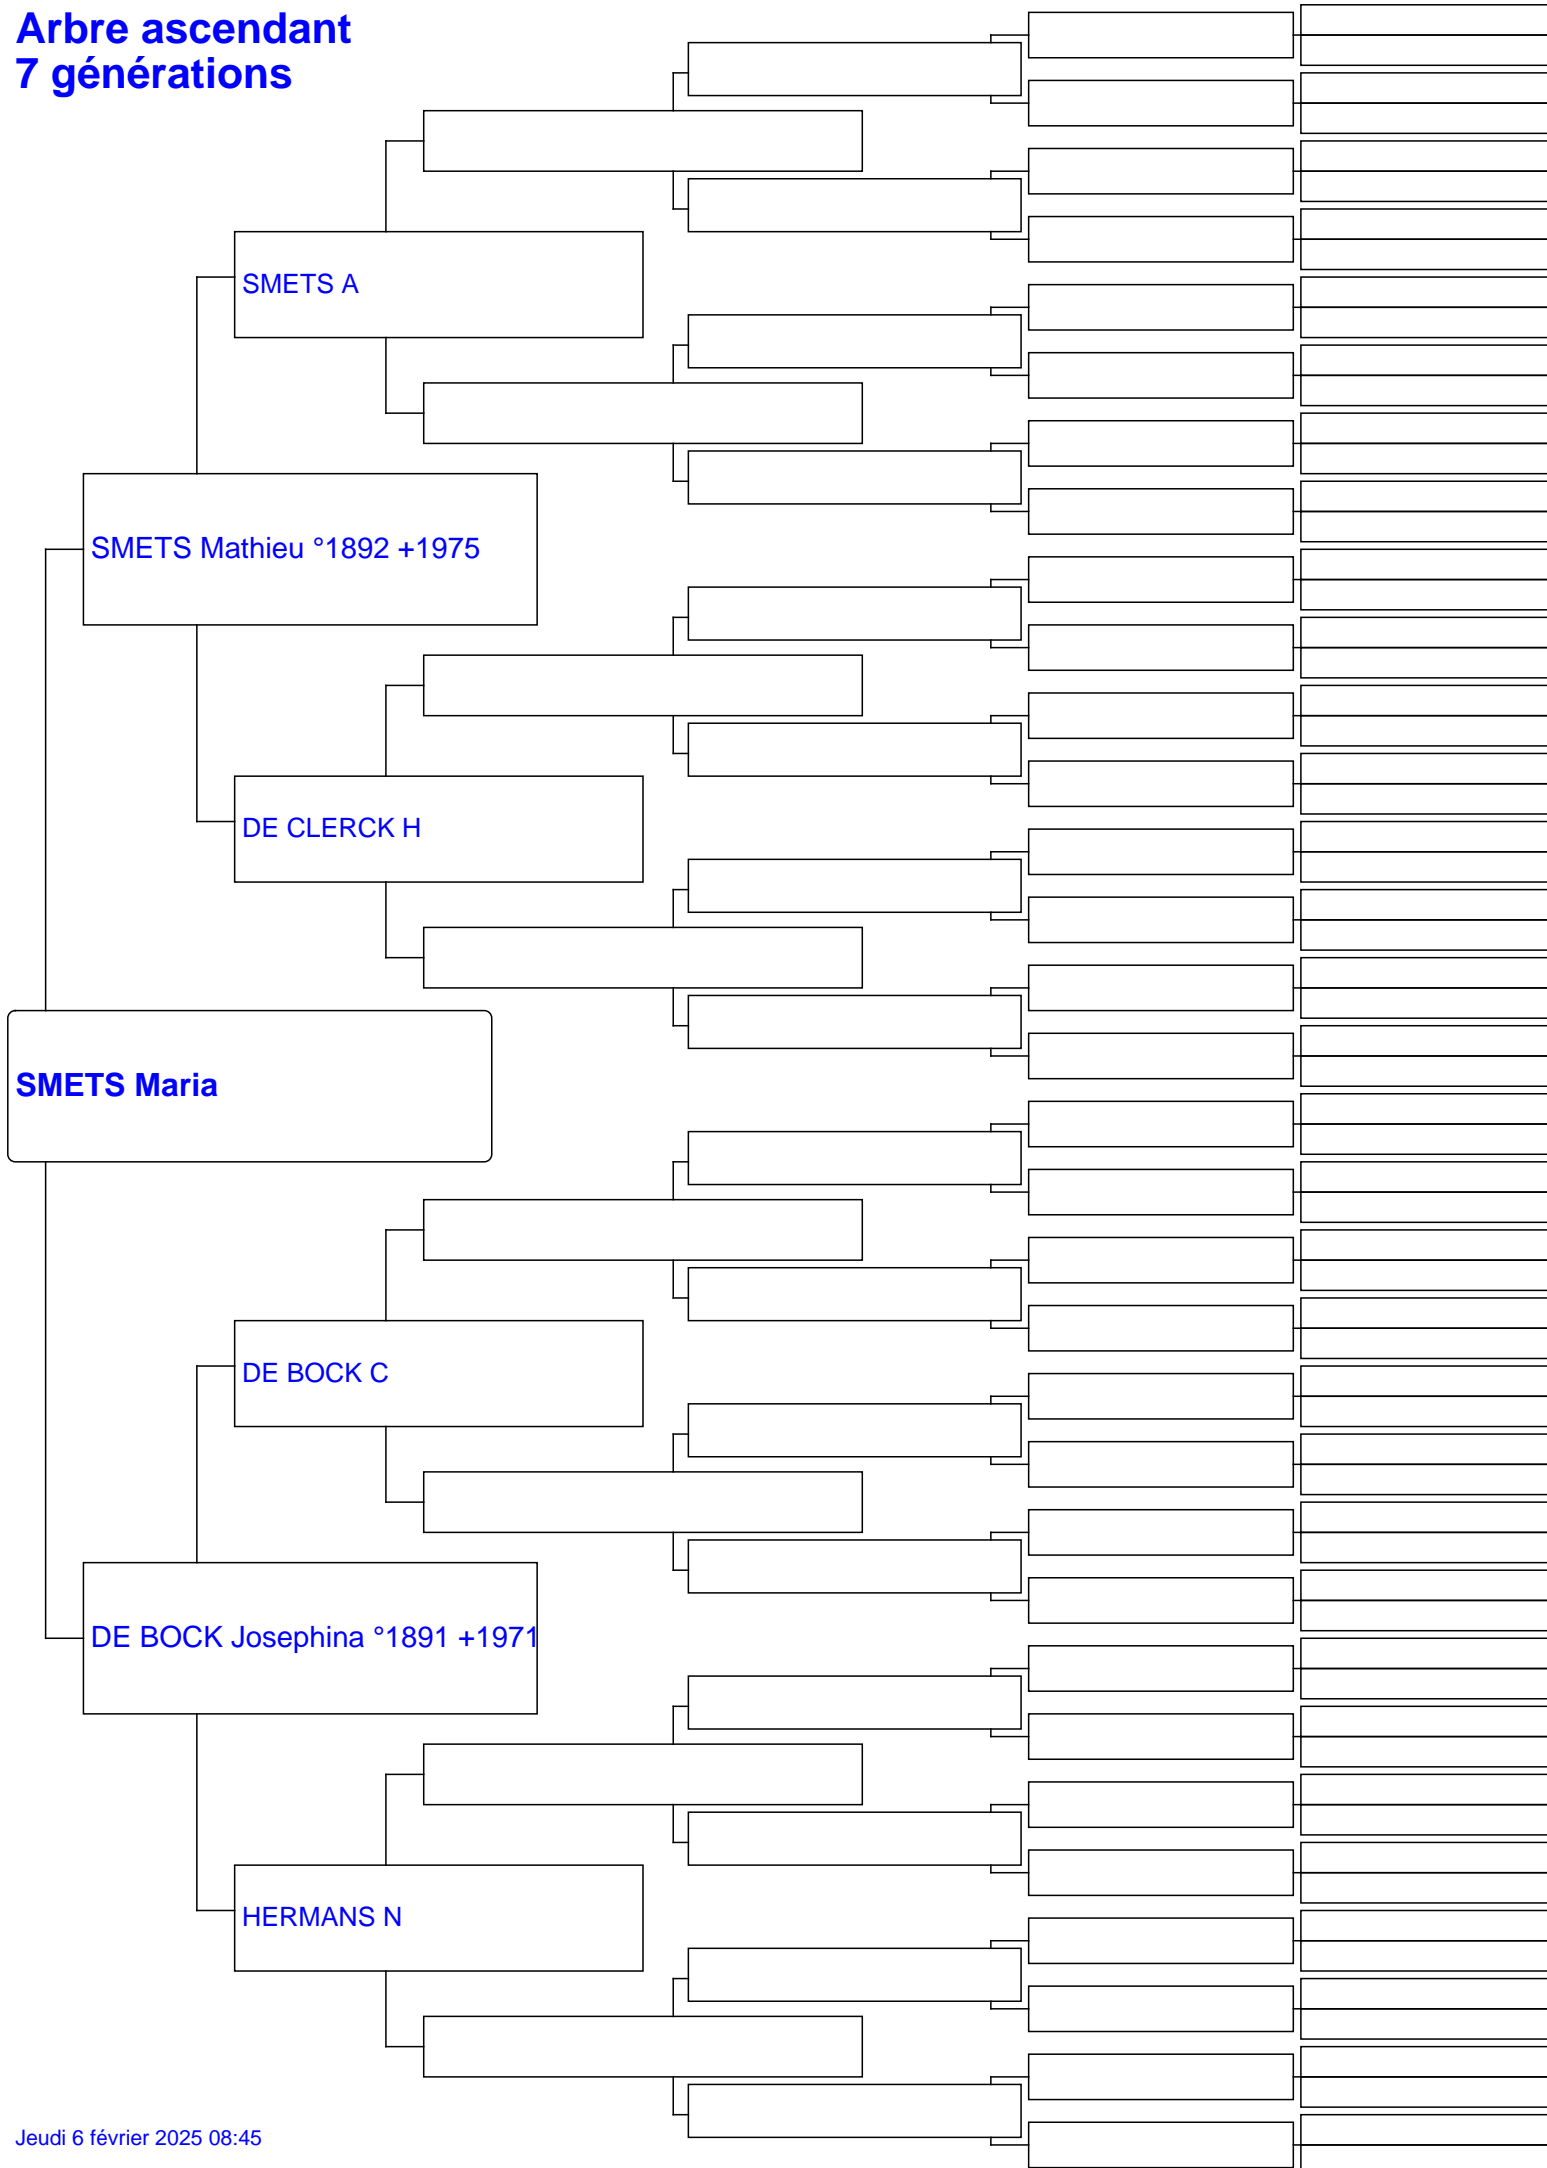 Arbre ascendant
7 générations
SMETS A
SMETS Mathieu °1892 +1975
DE CLERCK H
SMETS Maria
DE BOCK C
DE BOCK Josephina °1891 +1971
HERMANS N
Jeudi 6 février 2025 08:45